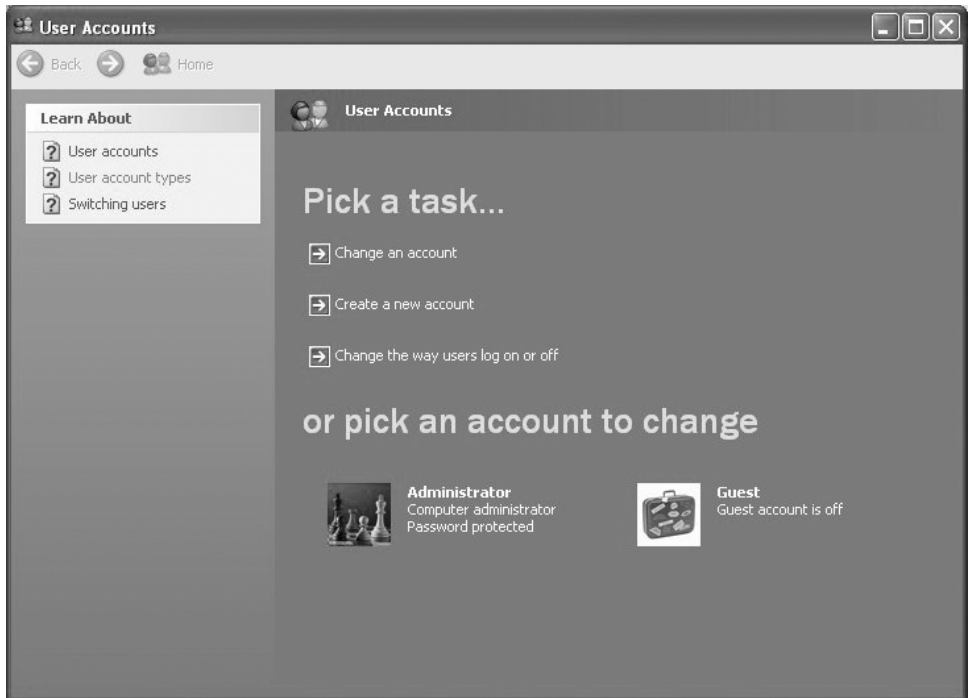 User Accounts
Back
Home
Learn About
User accounts
User account types
Switching users
User Accounts
Pick a task...
Change an account
Create a new account
Change the way users log on or off
or pick an account to change
Administrator
Computer administrator
Password protected
Guest
Guest account is off